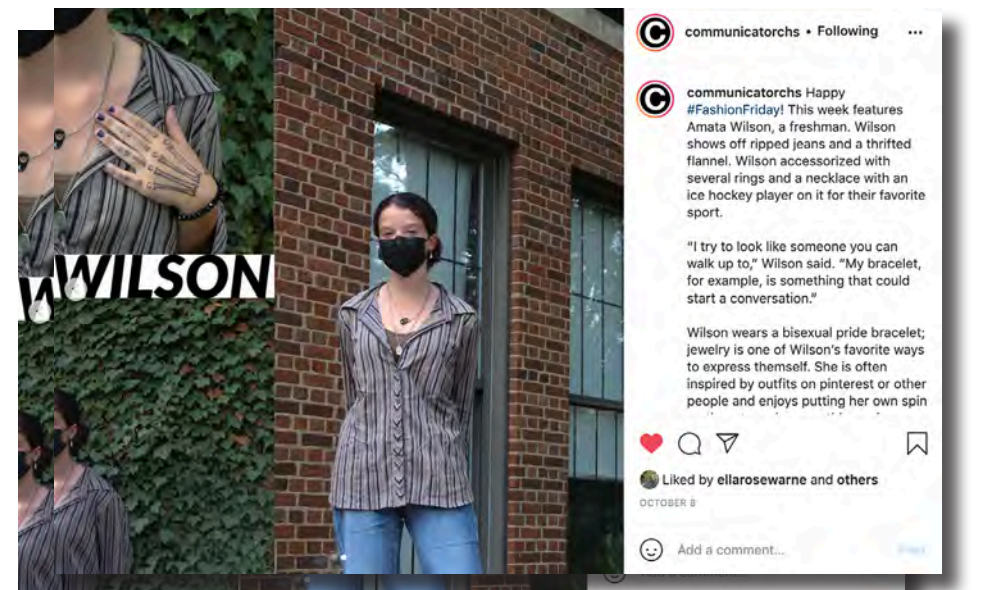 communicatorchs • Following
communicatorchs Happy
#FashionFriday! This week features
Amata Wilson, a freshman. Wilson
shows off ripped jeans and a thrifted
flannel. Wilson accessorized with
several rings and a necklace with an
ice hockey player on it for their favorite
sport.
"I try to look like someone you can
walk up to," Wilson said. "My bracelet,
for example, is something that could
start a conversation."
Wilson wears a bisexual pride bracelet;
jewelry is one of Wilson's favorite ways
to express themself. She is often
inspired by outfits on pinterest or other
people and enjoys putting her own spin
WILSON
Liked by ellarosewarne and others
OCTOBER 8
Add a comment...
Post